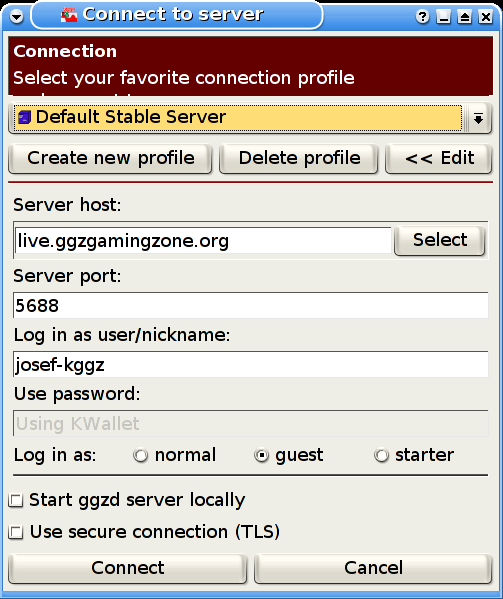 Connect to server
Connection
Select your favorite connection profile
Default Stable Server
Create new profile Delete profile << Edit
Server host:
live.ggzgamingzone.org Select
Server port:
5688
Log in as user/nickname:
josef-kggz
Use password:
Using KWallet
Log in as: normal guest starter
Start ggzd server locally
Use secure connection (TLS)
Connect Cancel